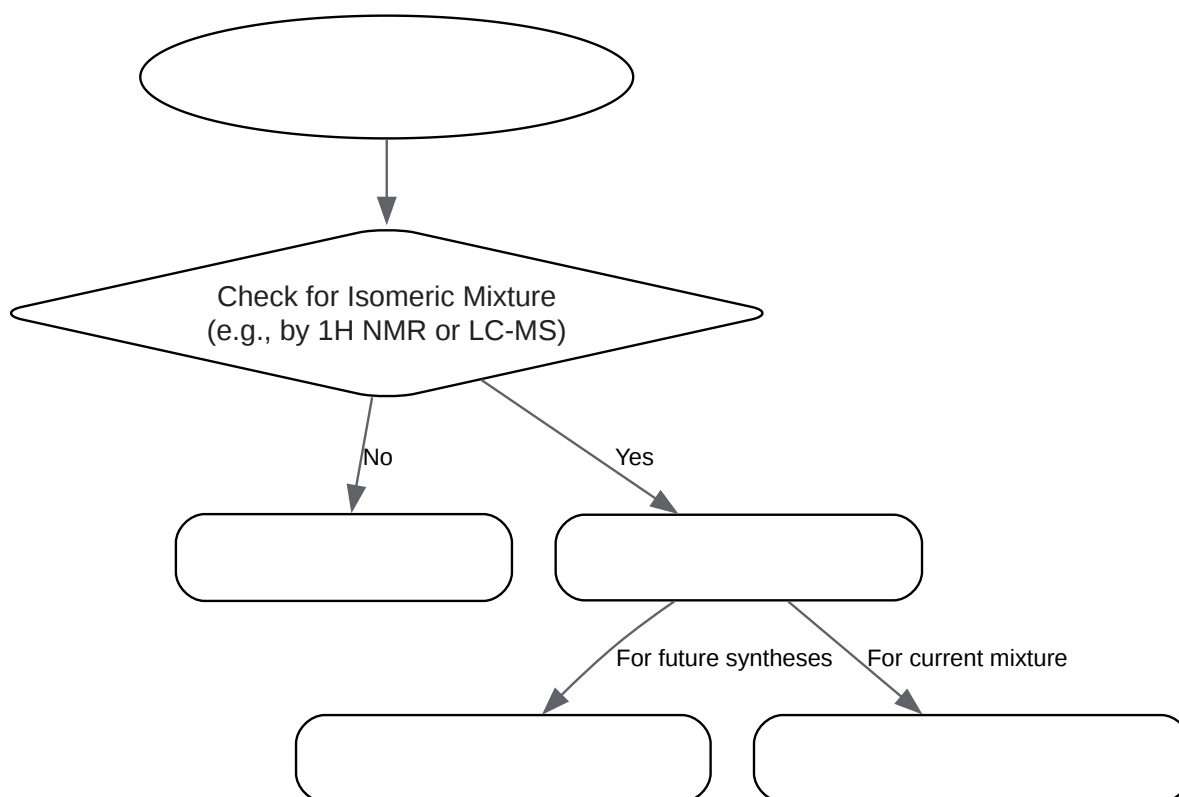 Check for Isomeric Mixture
(e.g., by 1H NMR or LC-MS)
No
Yes
For future syntheses
For current mixture